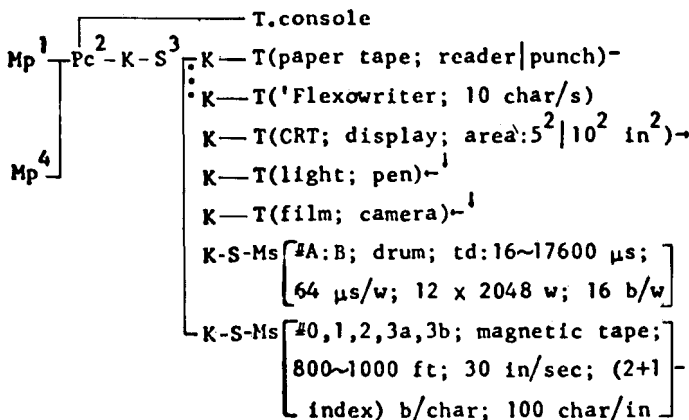 T.console
Mp¹ Pc²-K-S³ K—T(paper tape; reader|punch)-
K—T('Flexowriter; 10 char/s)
K—T(CRT; display; area:5²|10² in²)→
Mp⁴ K—T(light; pen)←
K—T(film; camera)←
K-S-Ms[#A:B; drum; td:16~17600 μs;
64 μs/w; 12 x 2048 w; 16 b/w]
K-S-Ms[#0,1,2,3a,3b; magnetic tape;
800~1000 ft; 30 in/sec; (2+1 -
index) b/char; 100 char/in]